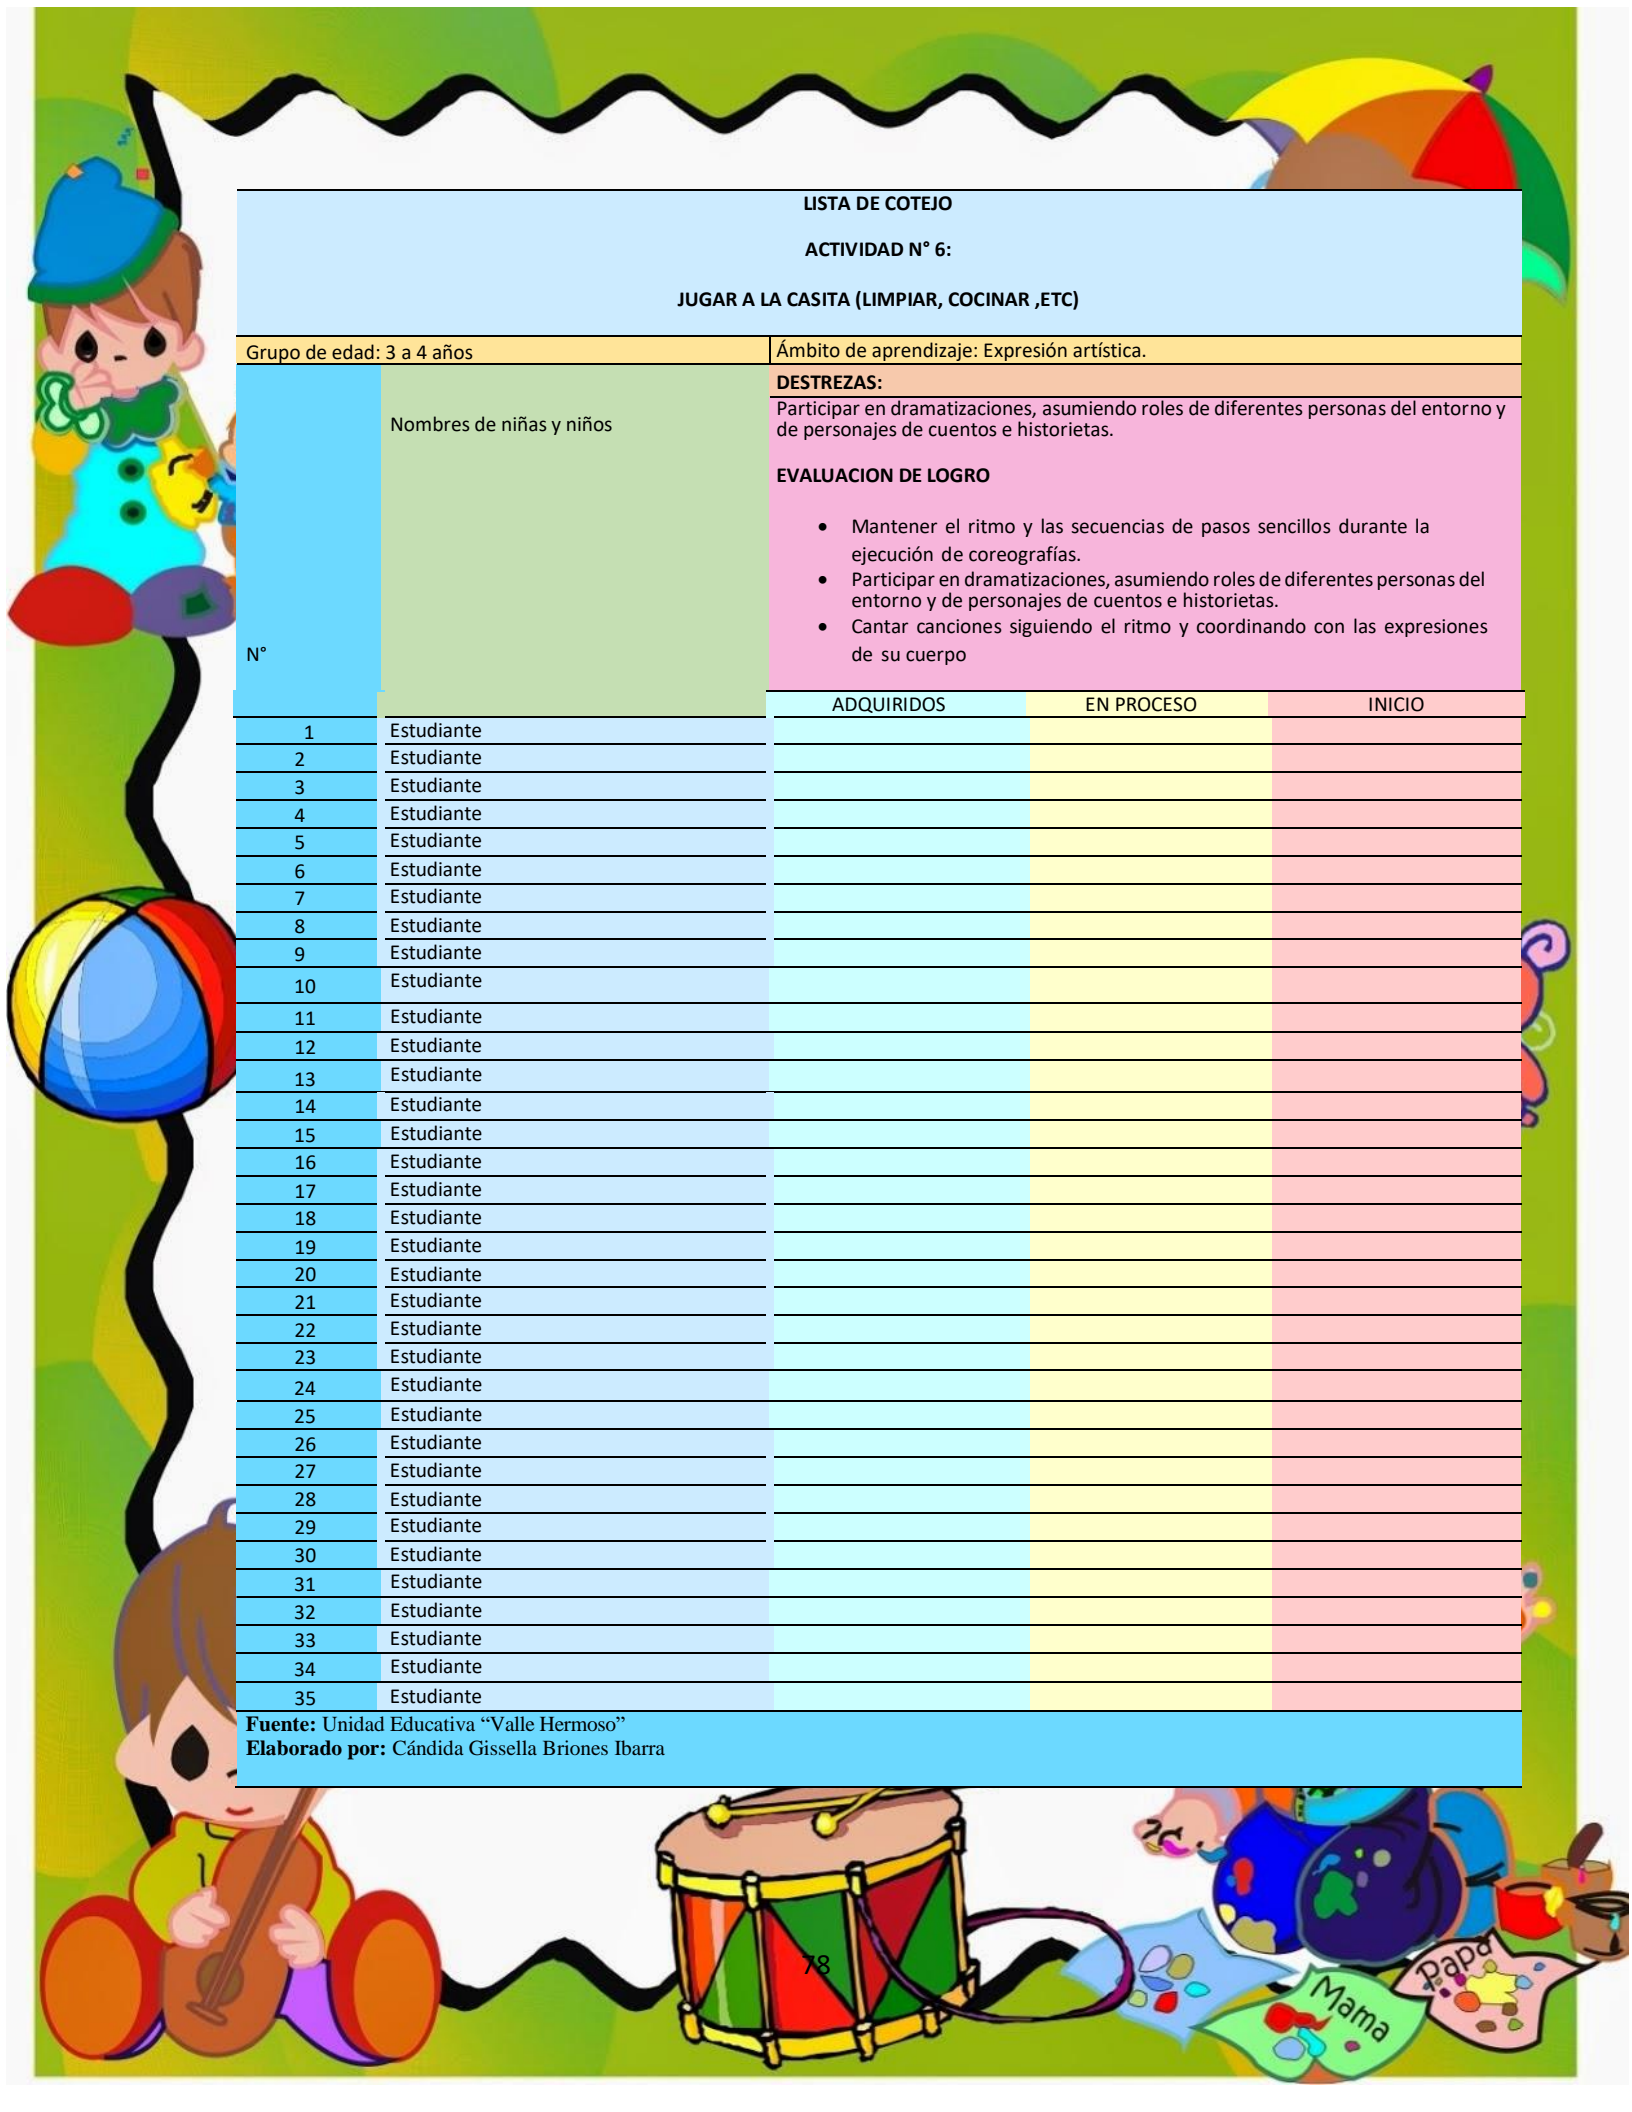 LISTA DE COTEJO
ACTIVIDAD N° 6:
JUGAR A LA CASITA (LIMPIAR, COCINAR ,ETC)
Grupo de edad: 3 a 4 años
Ámbito de aprendizaje: Expresión artística.
N°
Nombres de niñas y niños
DESTREZAS:
Participar en dramatizaciones, asumiendo roles de diferentes personas del entorno y
de personajes de cuentos e historietas.
EVALUACION DE LOGRO
• Mantener el ritmo y las secuencias de pasos sencillos durante la
ejecución de coreografías.
• Participar en dramatizaciones, asumiendo roles de diferentes personas del
entorno y de personajes de cuentos e historietas.
• Cantar canciones siguiendo el ritmo y coordinando con las expresiones
de su cuerpo
ADQUIRIDOS EN PROCESO INICIO
1 Estudiante
2 Estudiante
3 Estudiante
4 Estudiante
5 Estudiante
6 Estudiante
7 Estudiante
8 Estudiante
9 Estudiante
10 Estudiante
11 Estudiante
12 Estudiante
13 Estudiante
14 Estudiante
15 Estudiante
16 Estudiante
17 Estudiante
18 Estudiante
19 Estudiante
20 Estudiante
21 Estudiante
22 Estudiante
23 Estudiante
24 Estudiante
25 Estudiante
26 Estudiante
27 Estudiante
28 Estudiante
29 Estudiante
30 Estudiante
31 Estudiante
32 Estudiante
33 Estudiante
34 Estudiante
35 Estudiante
Fuente: Unidad Educativa “Valle Hermoso”
Elaborado por: Cándida Gissella Briones Ibarra
78
Papa
Mama